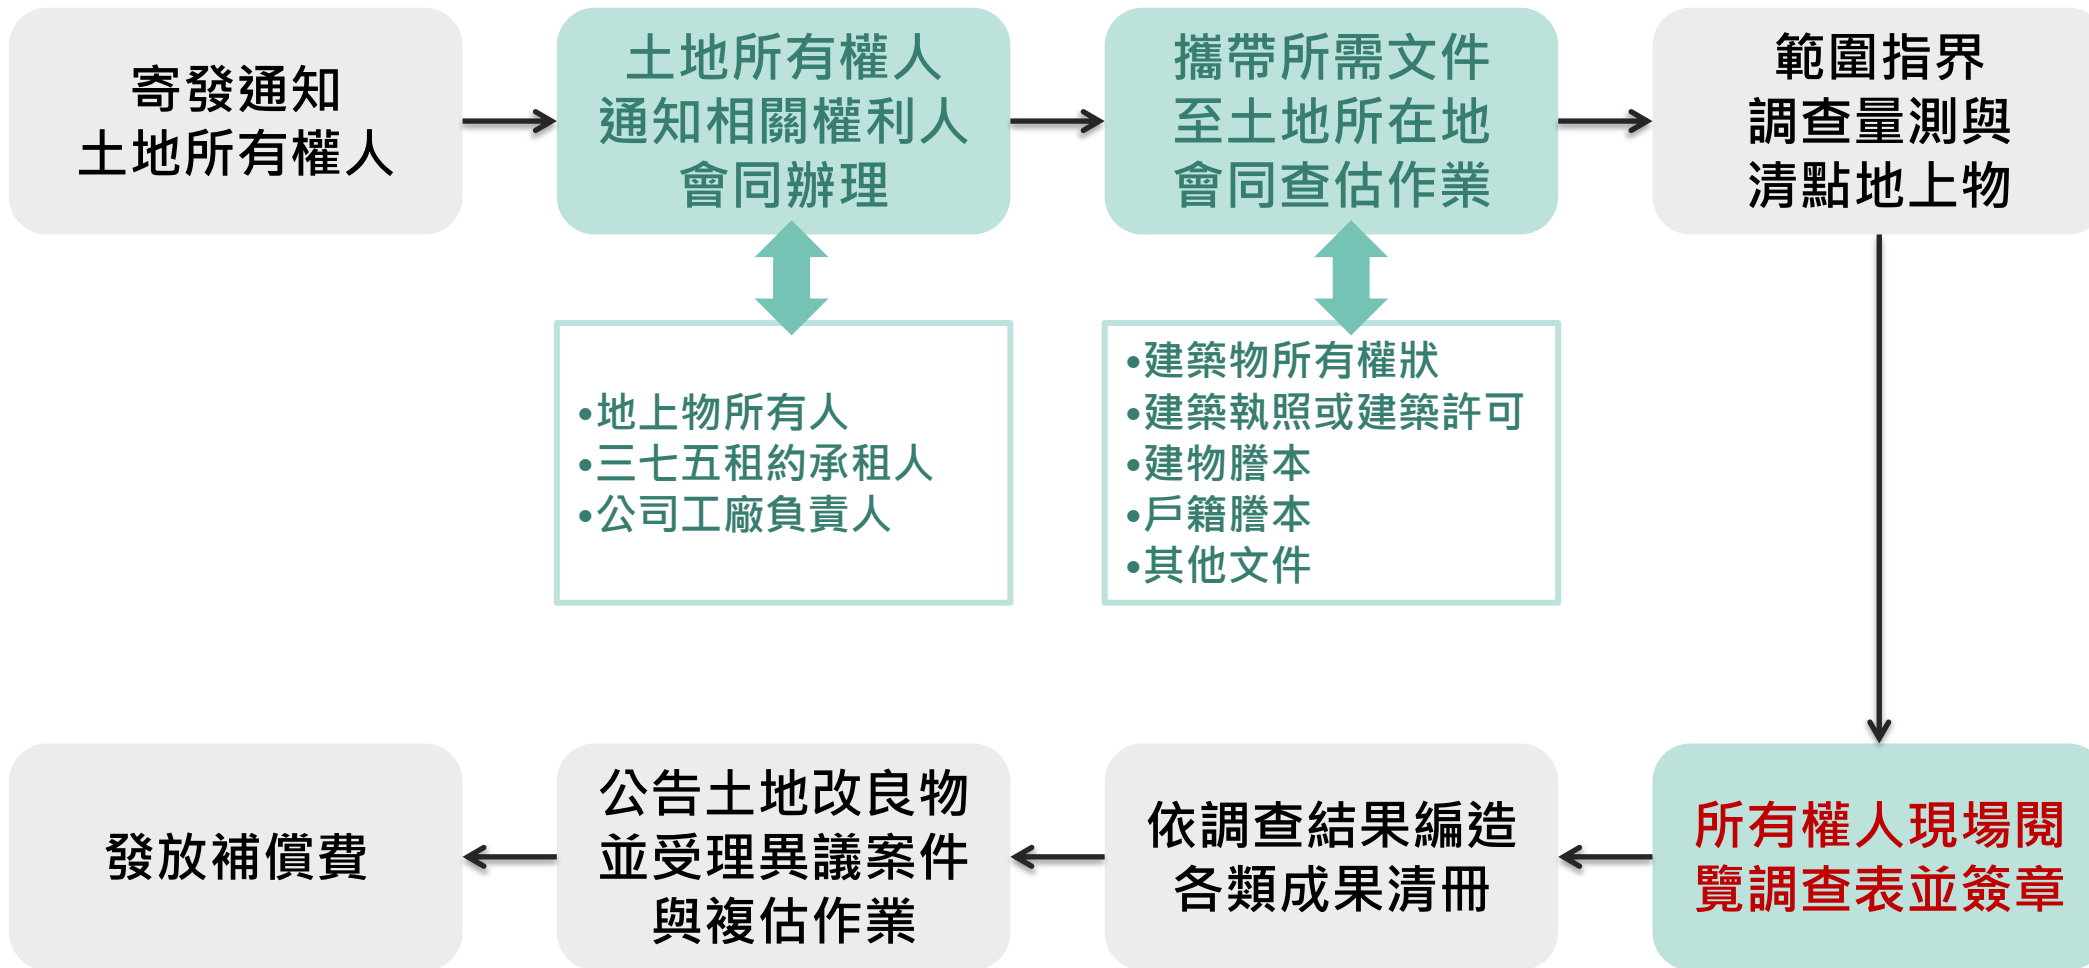 寄發通知
土地所有權人
土地所有權人
通知相關權利人
會同辦理
攜帶所需文件
至土地所在地
會同查估作業
範圍指界
調查量測與
清點地上物
•地上物所有人
•三七五租約承租人
•公司工廠負責人
•建築物所有權狀
•建築執照或建築許可
•建物謄本
•戶籍謄本
•其他文件
所有權人現場閱
覽調查表並簽章
依調查結果編造
各類成果清冊
公告土地改良物
並受理異議案件
與複估作業
發放補償費